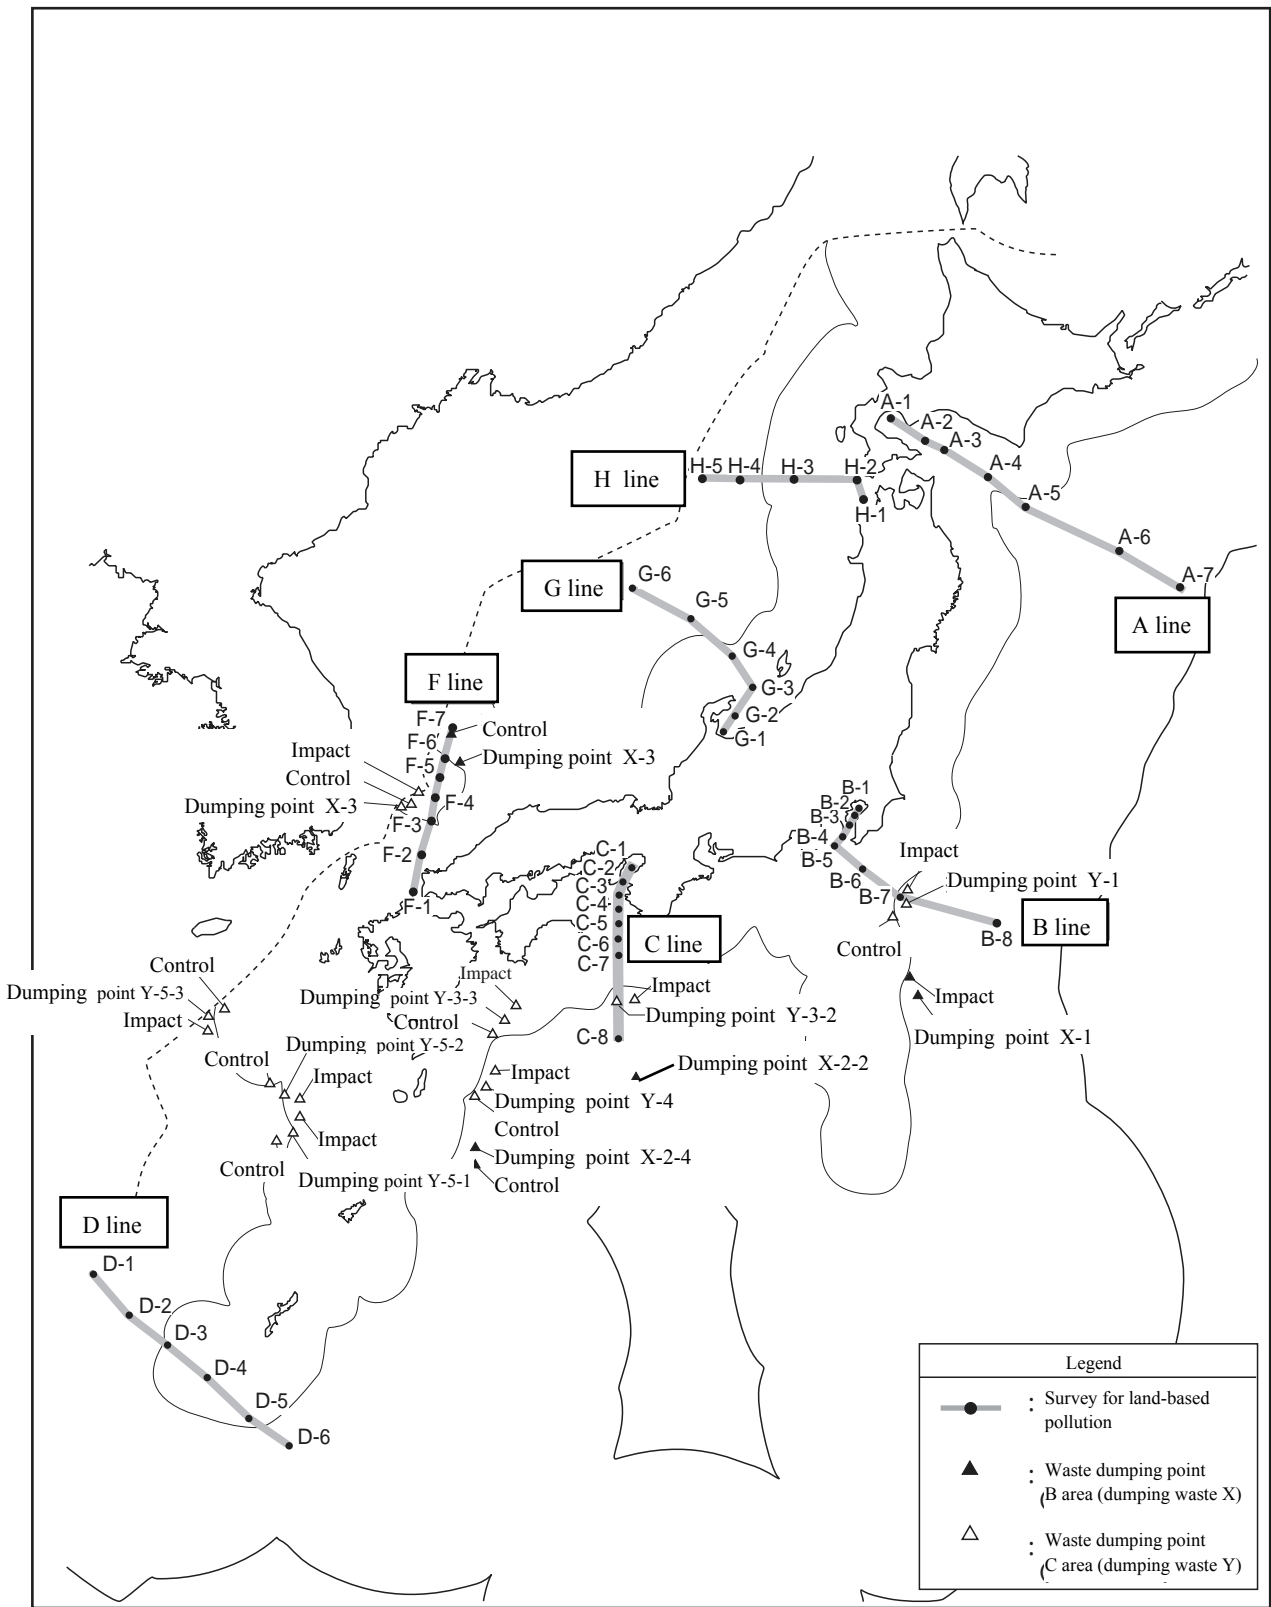 A-1
A-2
A-3
A-4
A-5
A-6
A-7
A line
H line
H-5
H-4
H-3
H-2
H-1
G line
G-6
G-5
G-4
G-3
G-2
G-1
F line
F-7
Control
F-6
Dumping point X-3
Impact
F-5
Control
Dumping point X-3
F-4
F-3
F-2
F-1
B-1
B-2
B-3
B-4
B-5
B-6
B-7
B-8
B line
Impact
Dumping point Y-1
Control
Impact
Dumping point X-1
C-1
C-2
C-3
C-4
C-5
C-6
C-7
C-8
C line
Impact
Dumping point Y-3-2
Dumping point X-2-2
Impact
Dumping point Y-3-3
Control
Impact
Dumping point Y-4
Control
Dumping point X-2-4
Control
Control
Dumping point Y-5-3
Impact
Dumping point Y-5-2
Control
Impact
Impact
Control
Dumping point Y-5-1
D line
D-1
D-2
D-3
D-4
D-5
D-6
Legend
: Survey for land-based
pollution
: Waste dumping point
(B area (dumping waste X)
: Waste dumping point
(C area (dumping waste Y)